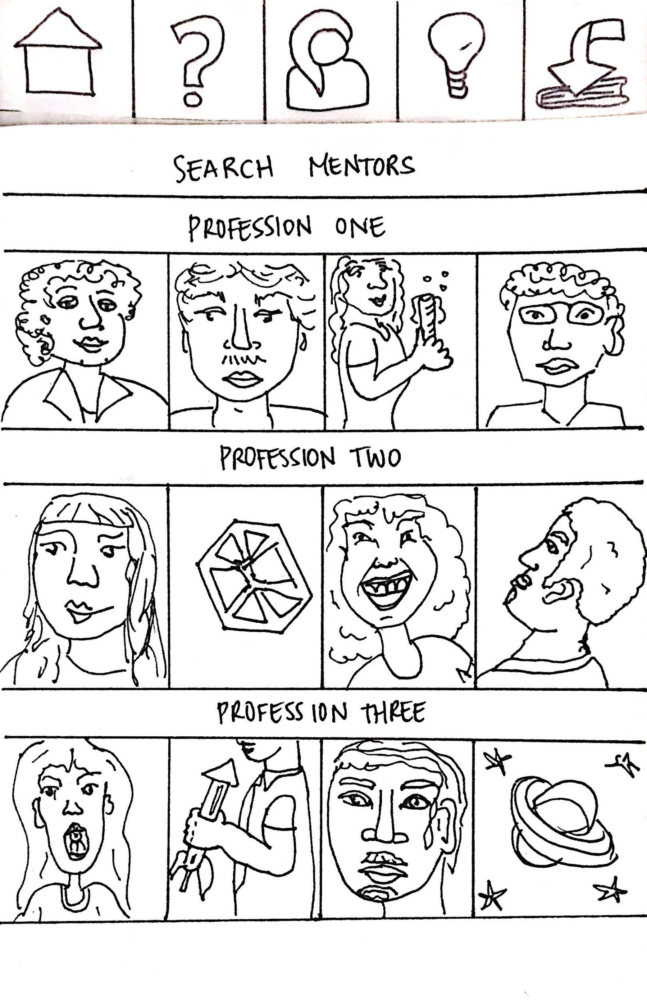 ?
SEARCH MENTORS
PROFESSION ONE
PROFESSION TWO
PROFESSION THREE